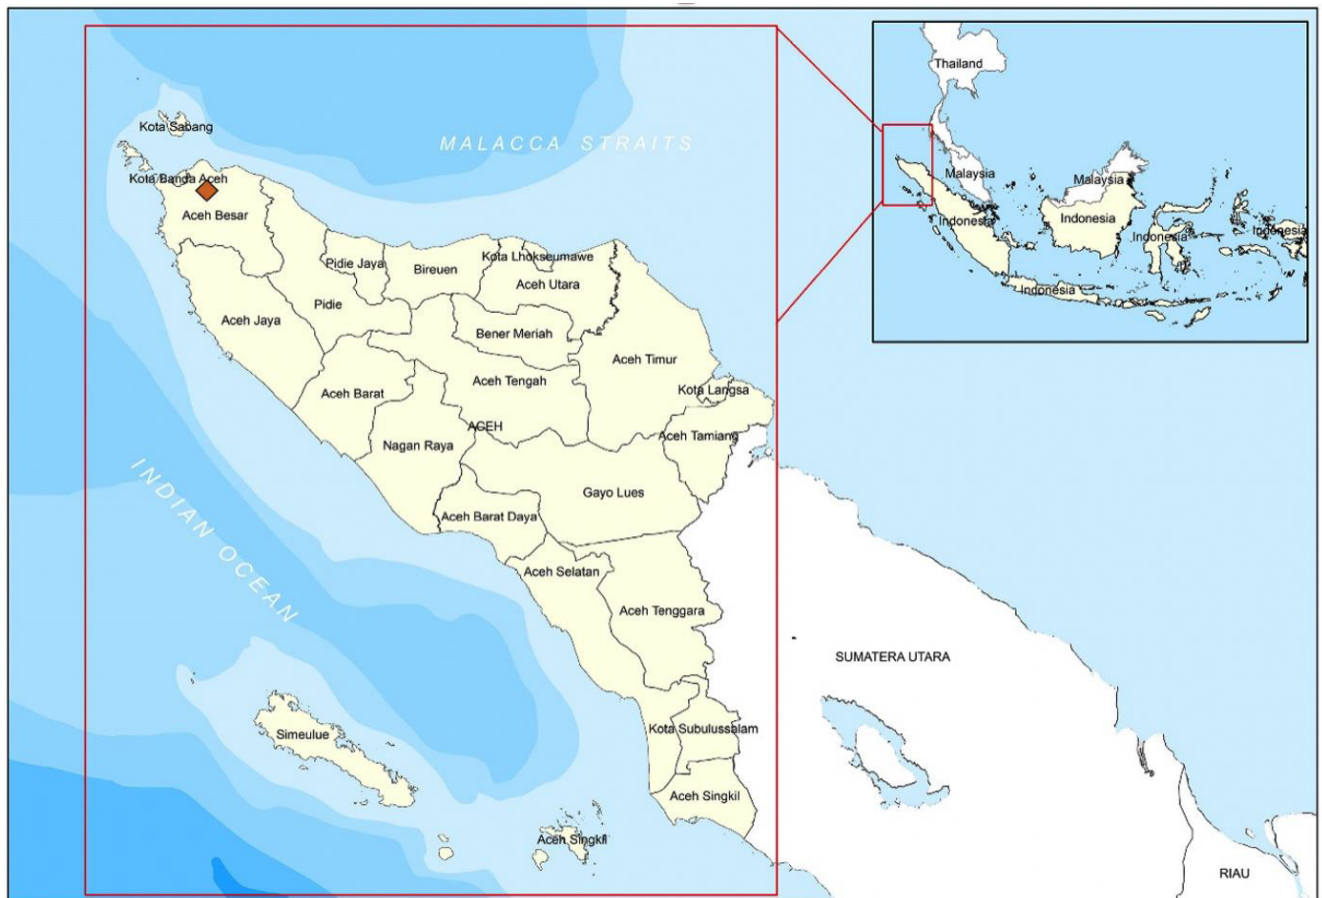 Thailand
Malaysia
Malaysia
Indonesia
Indonesia
Indonesia
Indonesia
Indonesia
Kota Sabang
MALACCA STRAITS
Kota Banda Aceh
Aceh Besar
Pidie Jaya
Bireuen
Kota Lhokseumawe
Aceh Utara
Pidie
Aceh Jaya
Bener Meriah
Aceh Timur
Aceh Tengah
Aceh Barat
Kota Langsa
ACEH
Nagan Raya
Aceh Tamiang
Gayo Lues
Aceh Barat Daya
INDIAN OCEAN
Aceh Selatan
Aceh Tenggara
SUMATERA UTARA
Simeulue
Kota Subulussalam
Aceh Singkil
Aceh Singkil
RIAU